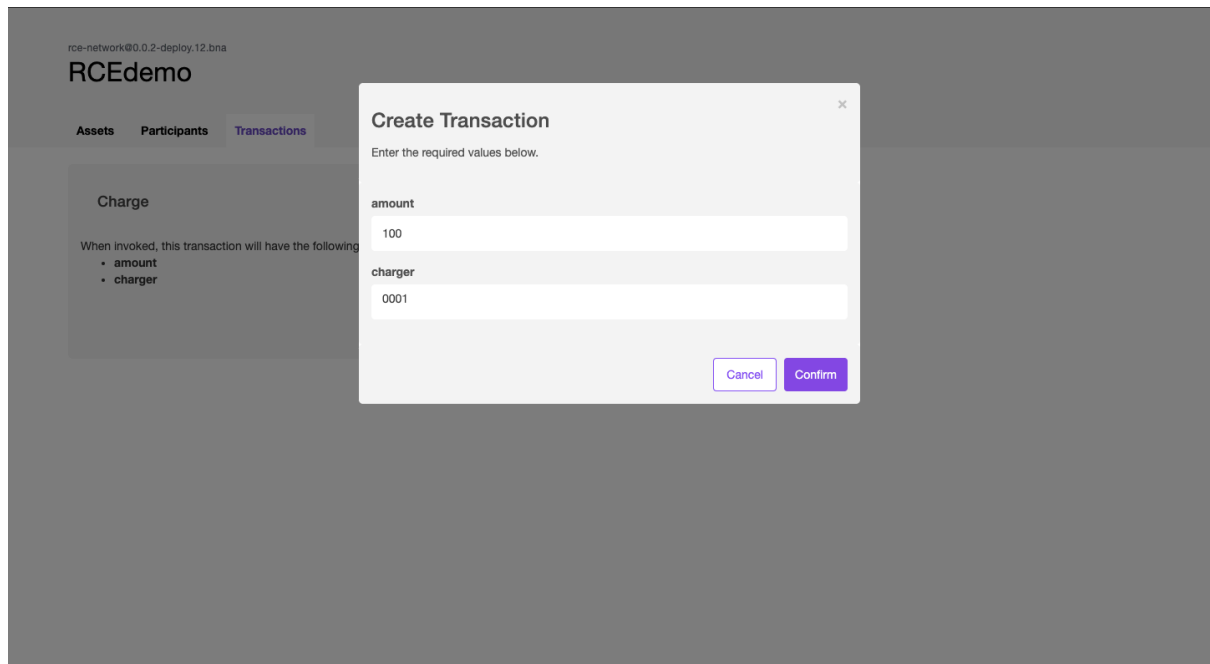 rce-network@0.0.2-deploy.12.bna
RCEdemo
Assets Participants Transactions
Charge
When invoked, this transaction will have the following
• amount
• charger
×
Create Transaction
Enter the required values below.
amount
100
charger
0001
Cancel Confirm